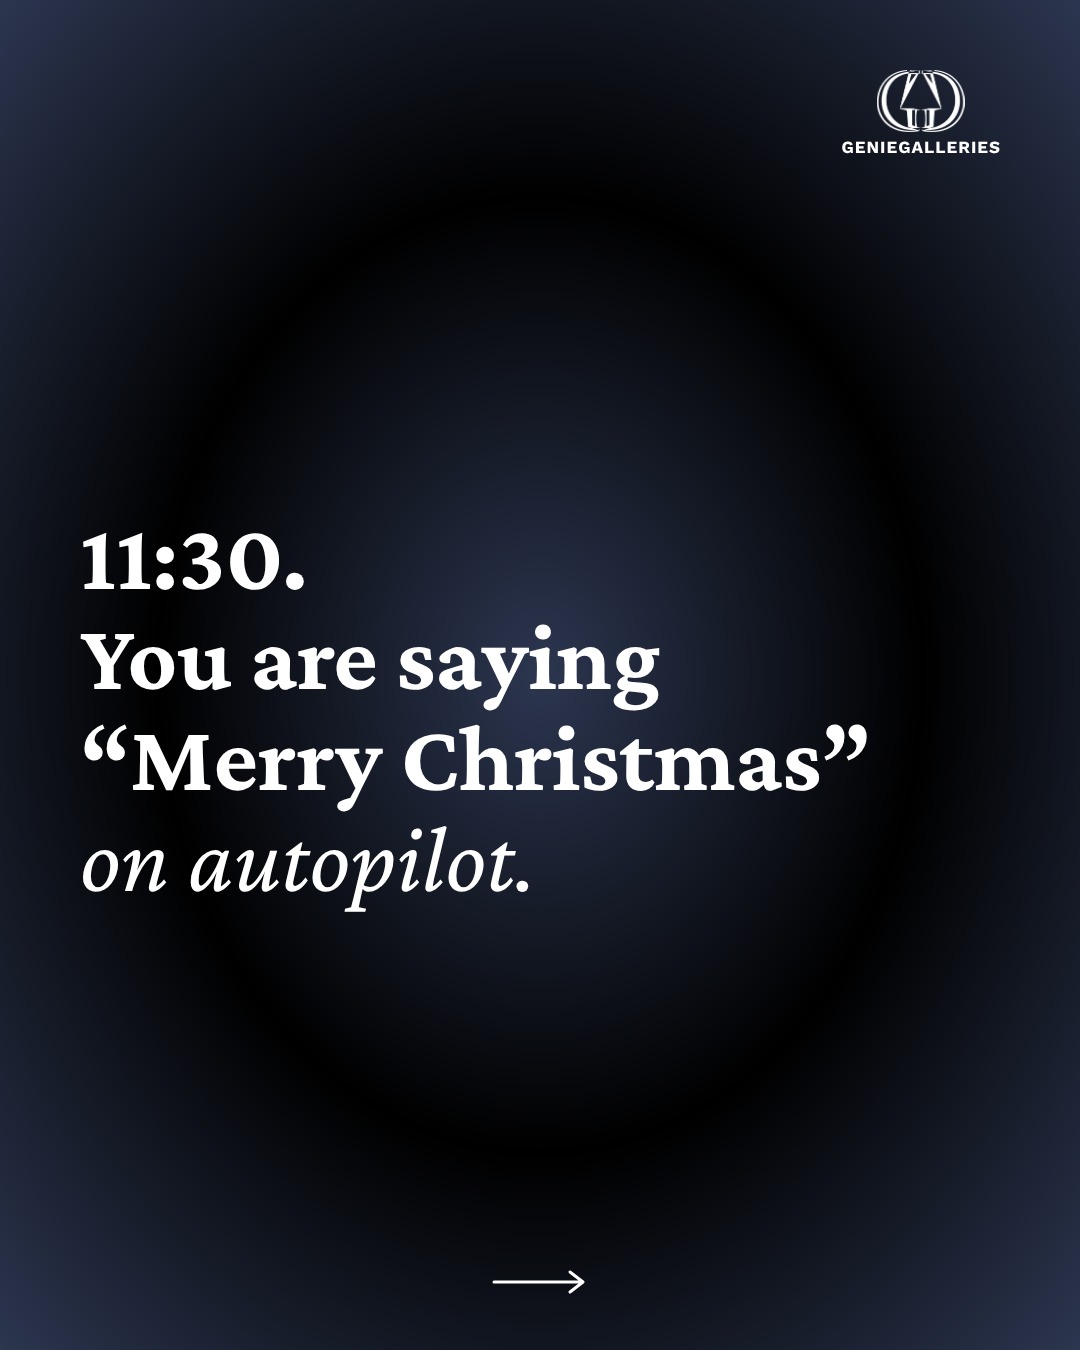 GENIEGALLERIES
11:30.
You are saying
“Merry Christmas”
on autopilot.